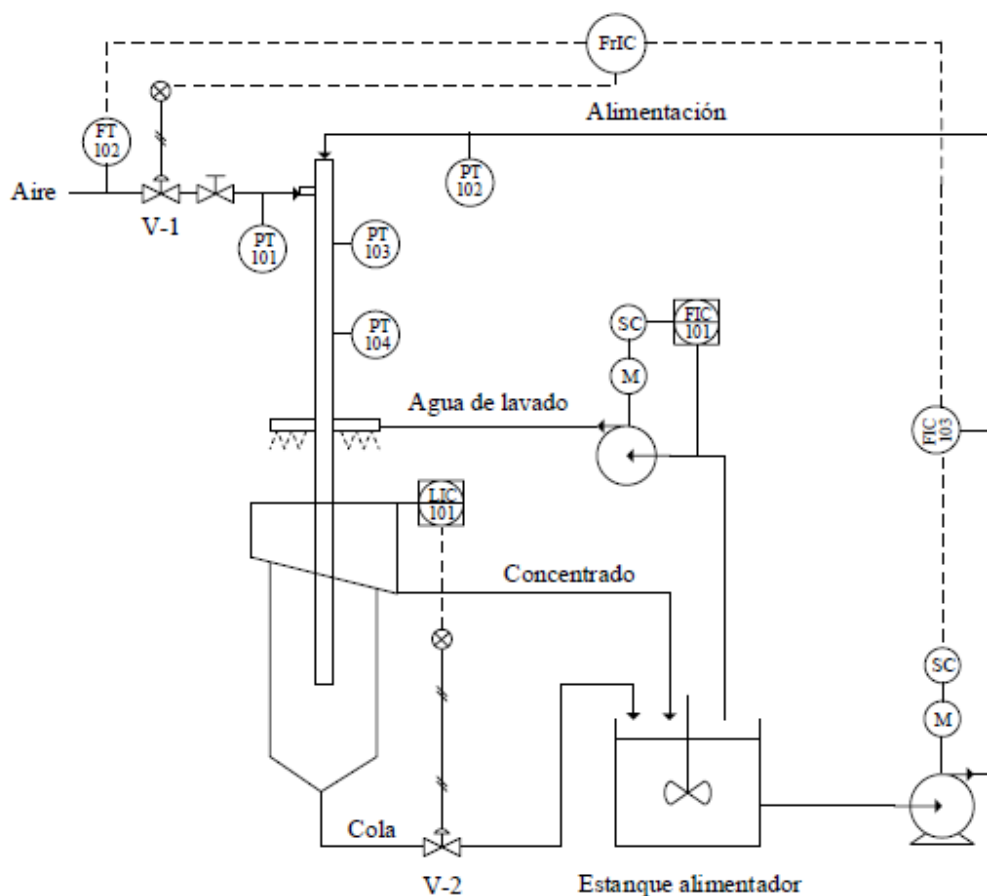 FrIC
Alimentación
FT
102
PT
102
Aire
V-1
PT
101
PT
103
PT
104
SC
FIC
101
M
Agua de lavado
FIC
103
LIC
101
Concentrado
SC
M
Cola
V-2
Estanque alimentador